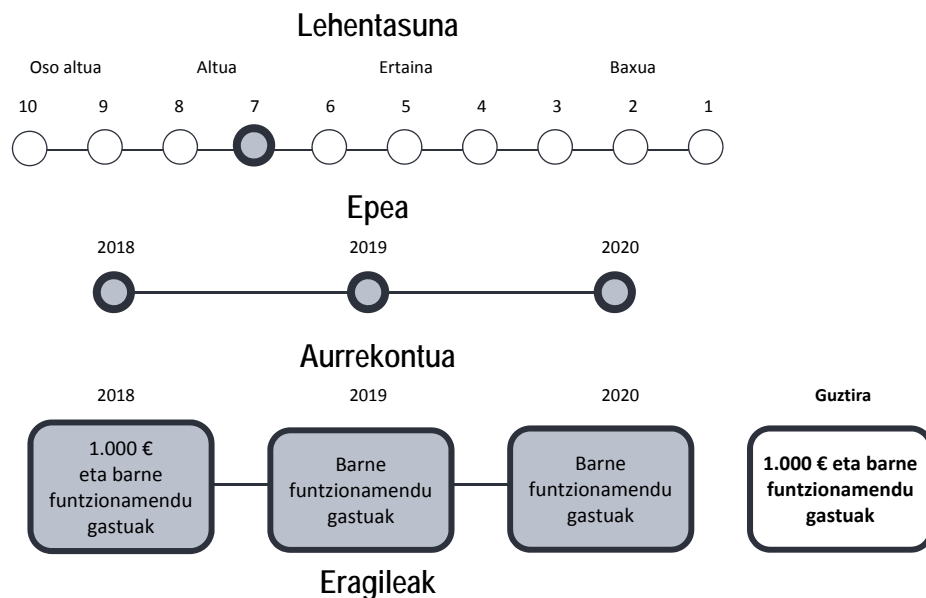 Lehentasuna
Oso altua Altua Ertaina Baxua
10 9 8 7 6 5 4 3 2 1
Epea
2018 2019 2020
Aurrekontua
2018 2019 2020 Guztira
1.000 €
eta barne
funtzionamendu
gastuak
Barne
funtzionamendu
gastuak
Barne
funtzionamendu
gastuak
1.000 € eta barne
funtzionamendu
gastuak
Eragileak